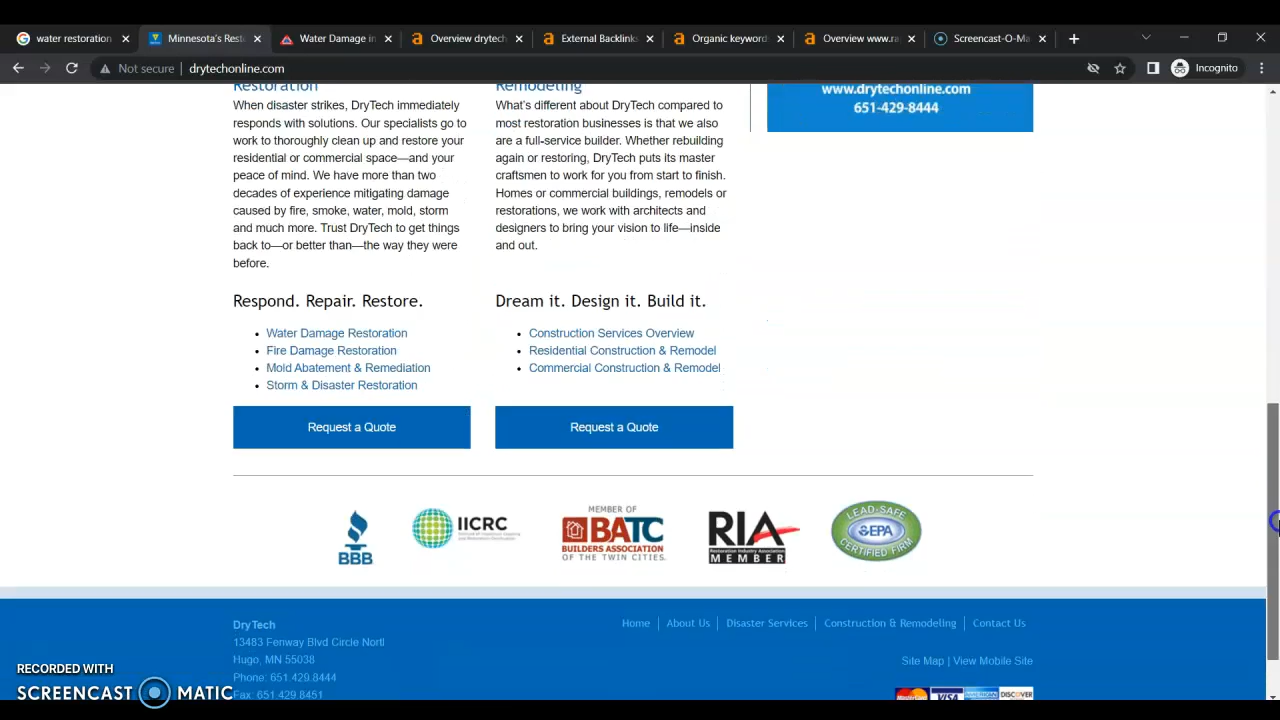 water restoration
Minnesota's Rest
Water Damage in
Overview drytech
External Backlinks
Organic keyword
Overview www.ra
Screencast-O-Ma
Not secure
drytechonline.com
Incognito
Restoration
When disaster strikes, DryTech immediately
responds with solutions. Our specialists go to
work to thoroughly clean up and restore your
residential or commercial space—and your
peace of mind. We have more than two
decades of experience mitigating damage
caused by fire, smoke, water, mold, storm
and much more. Trust DryTech to get things
back to—or better than—the way they were
before.
Respond. Repair. Restore.
Water Damage Restoration
Fire Damage Restoration
Mold Abatement & Remediation
Storm & Disaster Restoration
Request a Quote
Remodeling
What's different about DryTech compared to
most restoration businesses is that we also
are a full-service builder. Whether rebuilding
again or restoring, DryTech puts its master
craftsmen to work for you from start to finish.
Homes or commercial buildings, remodels or
restorations, we work with architects and
designers to bring your vision to life—inside
and out.
Dream it. Design it. Build it.
Construction Services Overview
Residential Construction & Remodel
Commercial Construction & Remodel
Request a Quote
www.drytechonline.com
651-429-8444
BBB
IICRC
MEMBER OF
BATC
BUILDERS ASSOCIATION
OF THE TWIN CITIES.
RIA
Restoration Industry Association
MEMBER
LEAD-SAFE
EPA
CERTIFIED FIRM
DryTech
13483 Fenway Blvd Circle North
Hugo, MN 55038
Phone: 651.429.8444
Fax: 651.429.8451
Home
About Us
Disaster Services
Construction & Remodeling
Contact Us
Site Map | View Mobile Site
MasterCard
VISA
DISCOVER
RECORDED WITH
SCREENCAST MATIC